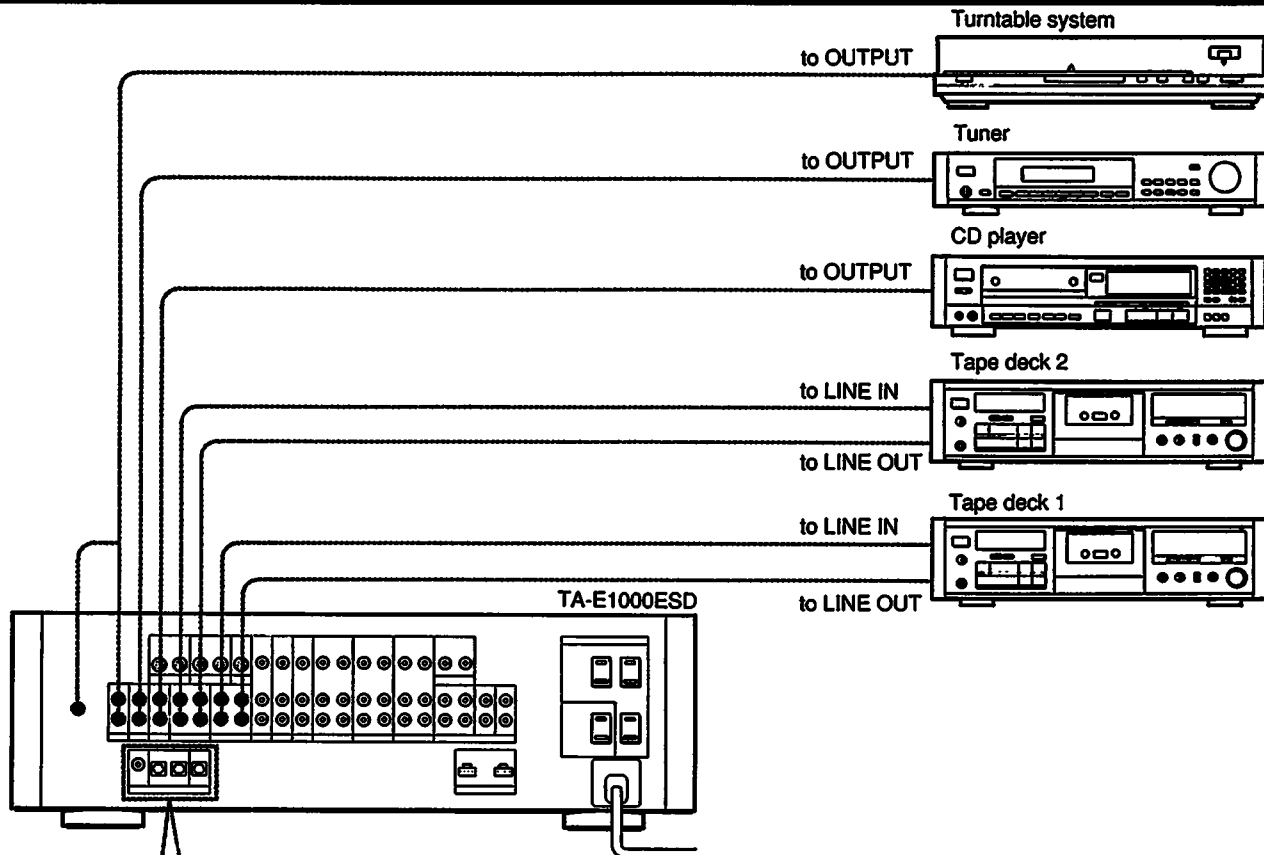 Turntable system
to OUTPUT
Tuner
to OUTPUT
CD player
to OUTPUT
Tape deck 2
to LINE IN
to LINE OUT
Tape deck 1
to LINE IN
to LINE OUT
TA-E1000ESD